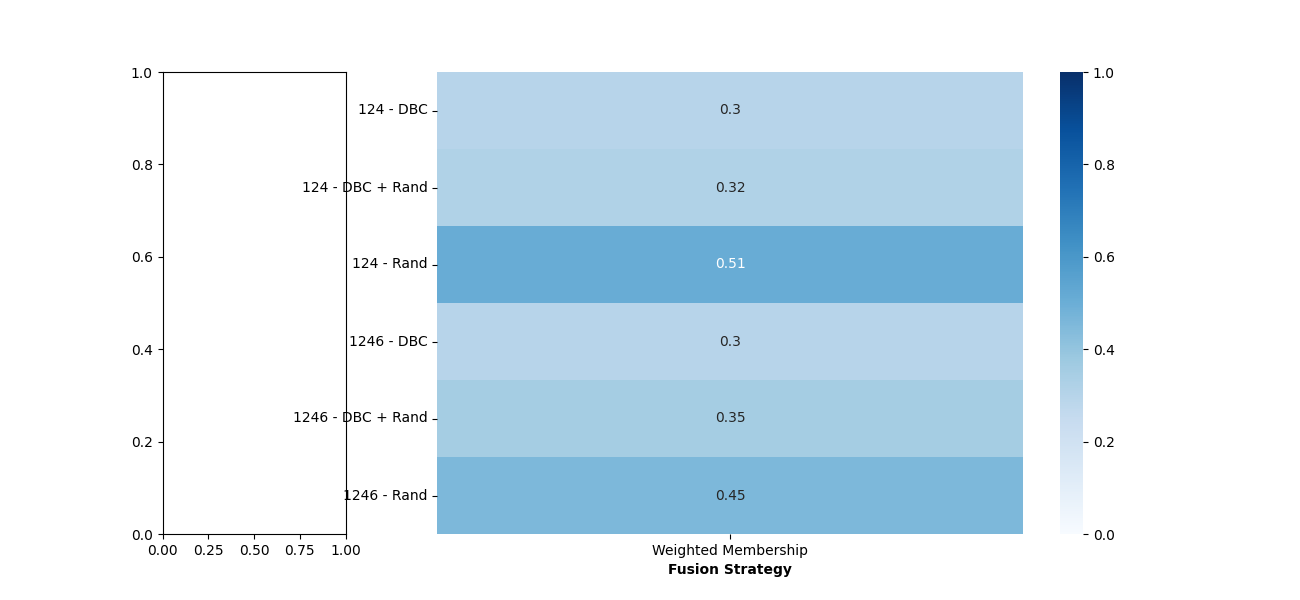 1.0
0.8
0.6
0.4
0.2
0.0
0.00 0.25 0.50 0.75 1.00
124 - DBC
124 - DBC + Rand
124 - Rand
1246 - DBC
1246 - DBC + Rand
1246 - Rand
0.3
0.32
0.51
0.3
0.35
0.45
Weighted Membership
Fusion Strategy
1.0
0.8
0.6
0.4
0.2
0.0